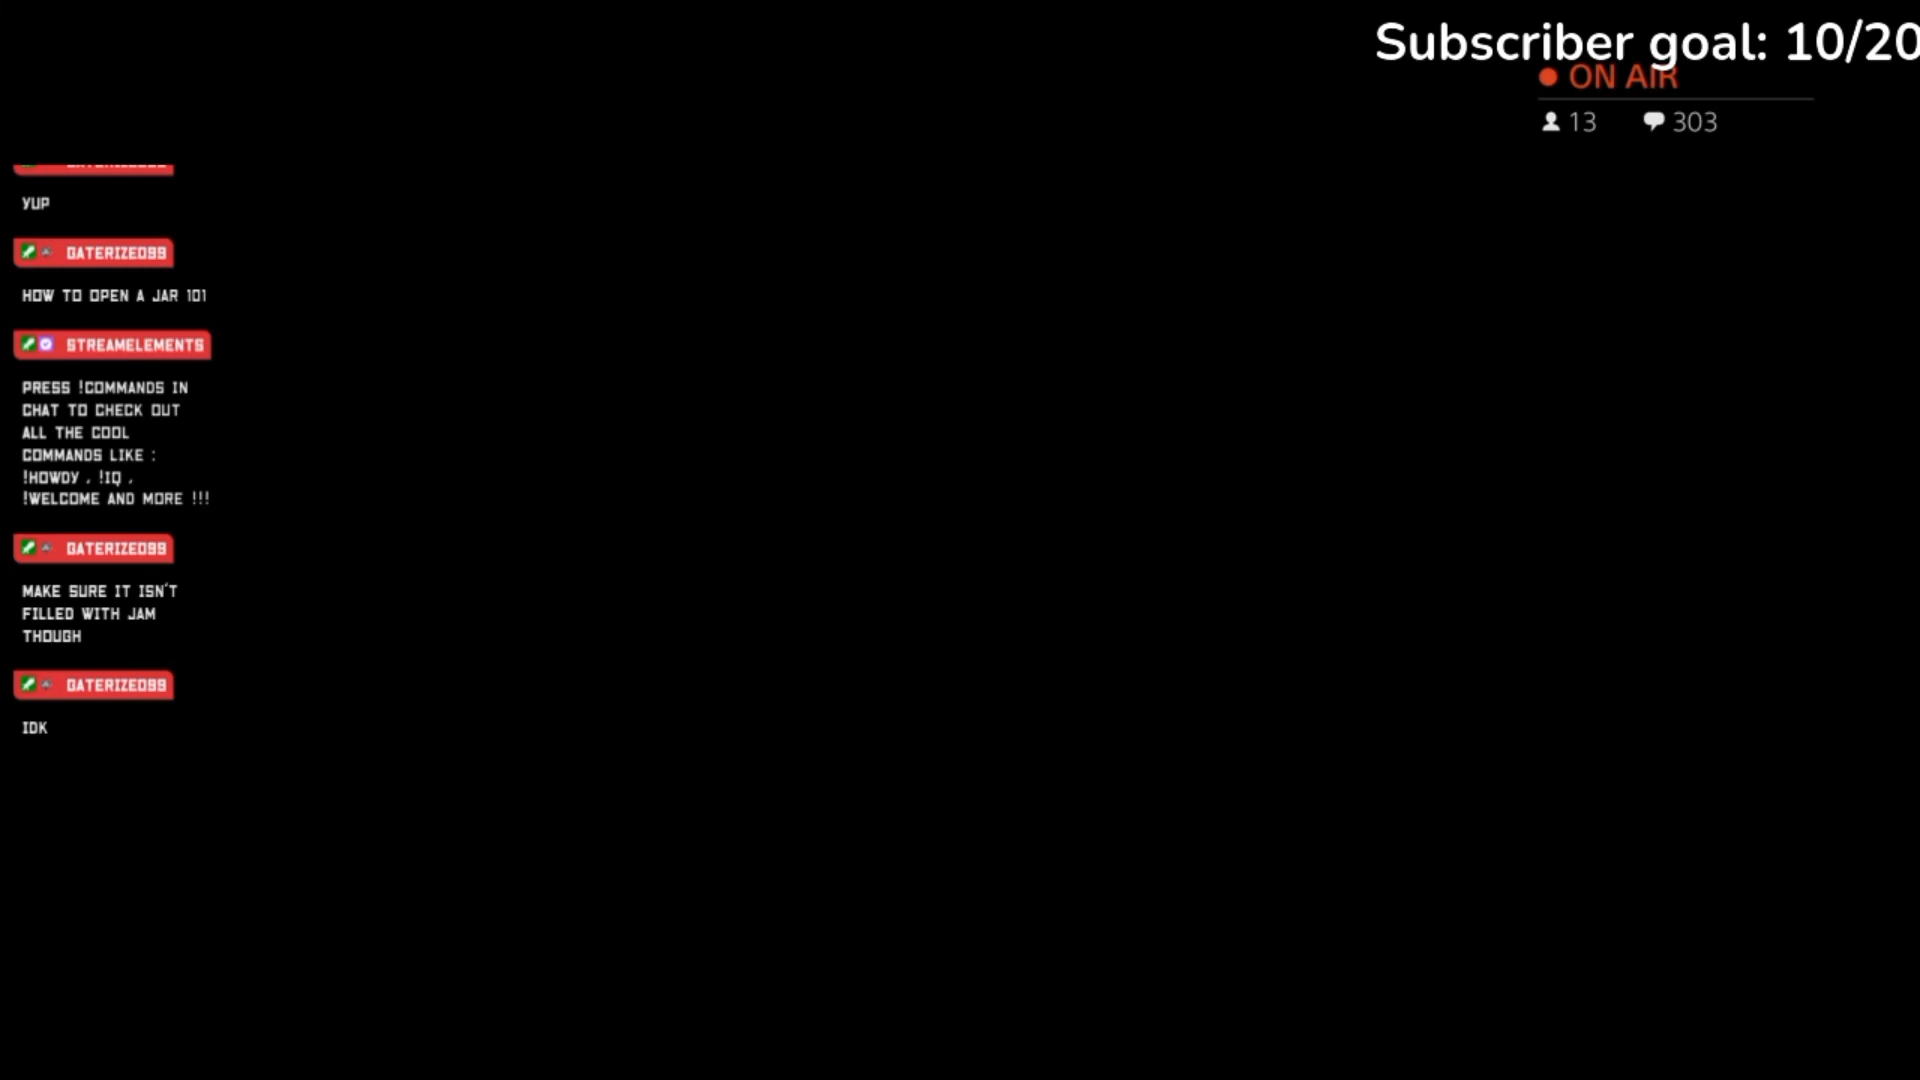 Subscriber goal: 10/20
ON AIR
13 303
YUP
GATERIZED99
HOW TO OPEN A JAR 101
STREAMELEMENTS
PRESS !COMMANDS IN
CHAT TO CHECK OUT
ALL THE COOL
COMMANDS LIKE :
!HOWDY , !IQ ,
!WELCOME AND MORE !!!
GATERIZED99
MAKE SURE IT ISN'T
FILLED WITH JAM
THOUGH
GATERIZED99
IDK